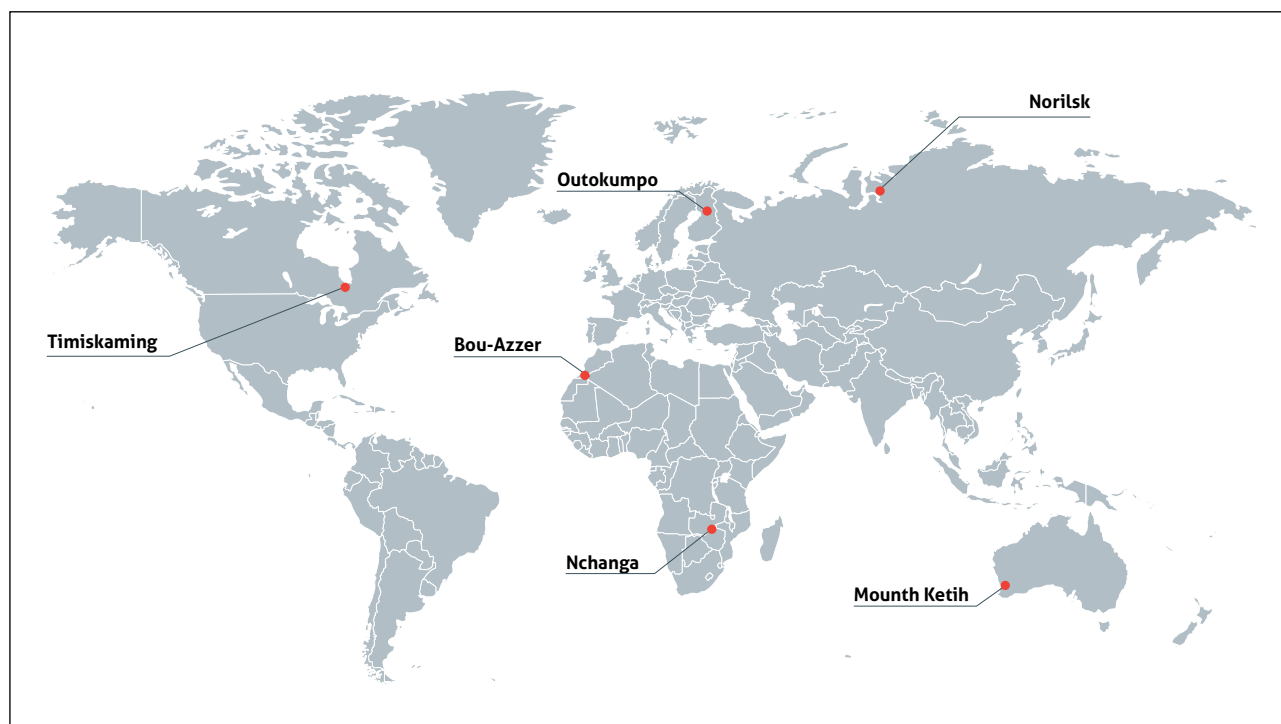 Norilsk
Outokumpo
Timiskaming
Bou-Azzer
Nchanga
Mounth Ketih